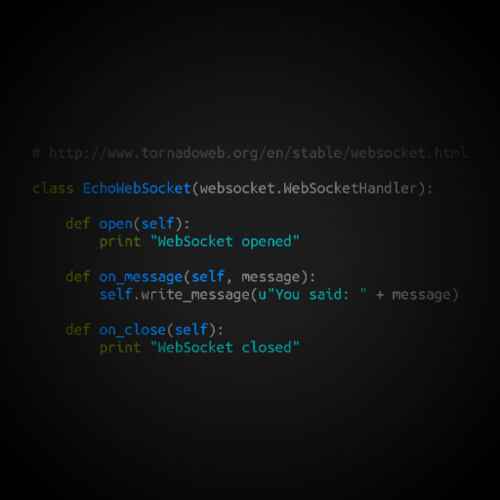 # http://www.tornadoweb.org/en/stable/websocket.html
class EchoWebSocket(websocket.WebSocketHandler):
    def open(self):
        print "WebSocket opened"
    def on_message(self, message):
        self.write_message(u"You said: " + message)
    def on_close(self):
        print "WebSocket closed"